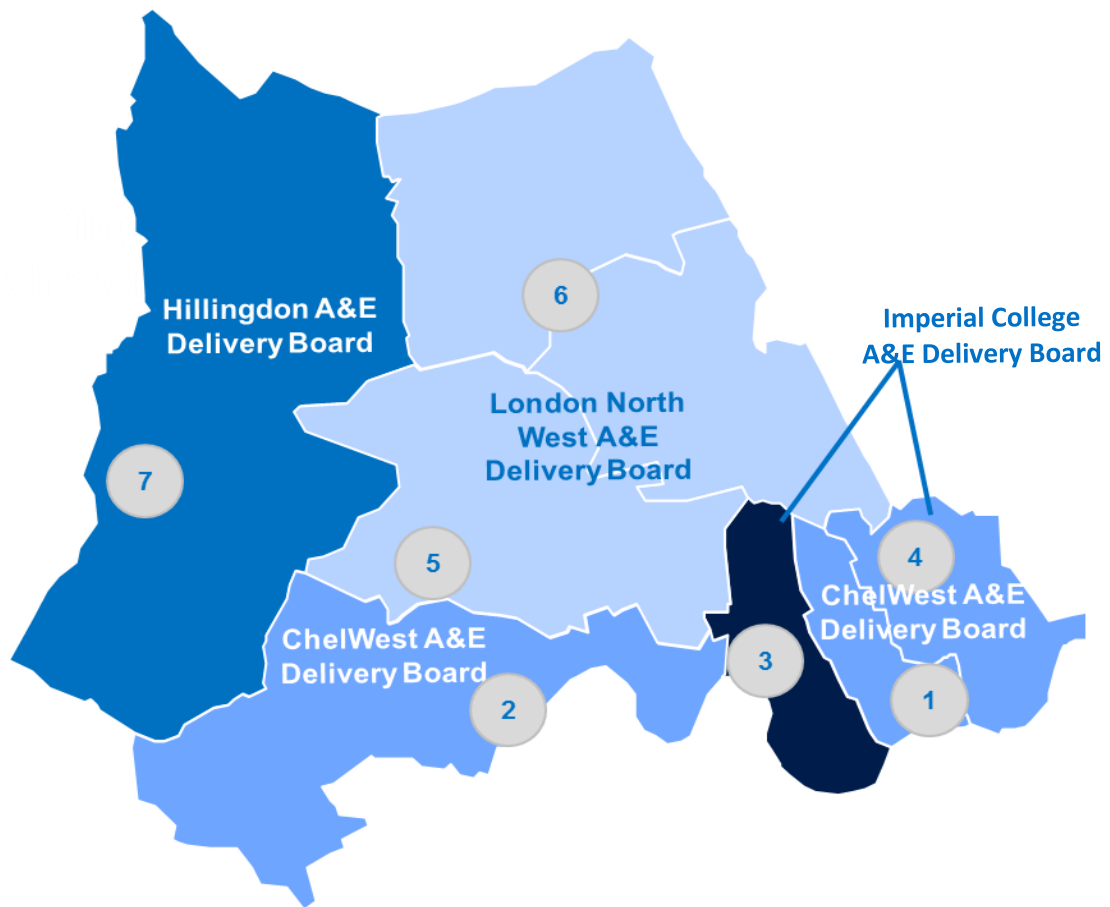 6
Hillingdon A&E
Delivery Board
Imperial College
A&E Delivery Board
London North
West A&E
Delivery Board
7
5
4
ChelWest A&E
Delivery Board
ChelWest A&E
Delivery Board
3
2
1